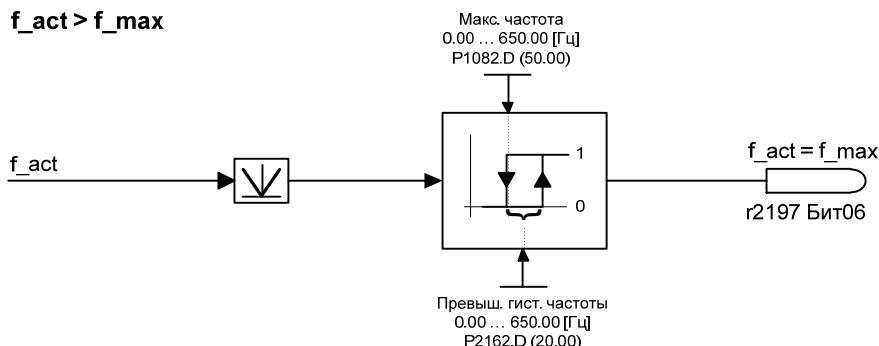 f_act > f_max
Макс. частота
0.00 ... 650.00 [Гц]
P1082.D (50.00)
f_act
1
0
f_act = f_max
r2197 Бит06
Превыш. гист. частоты
0.00 ... 650.00 [Гц]
P2162.D (20.00)